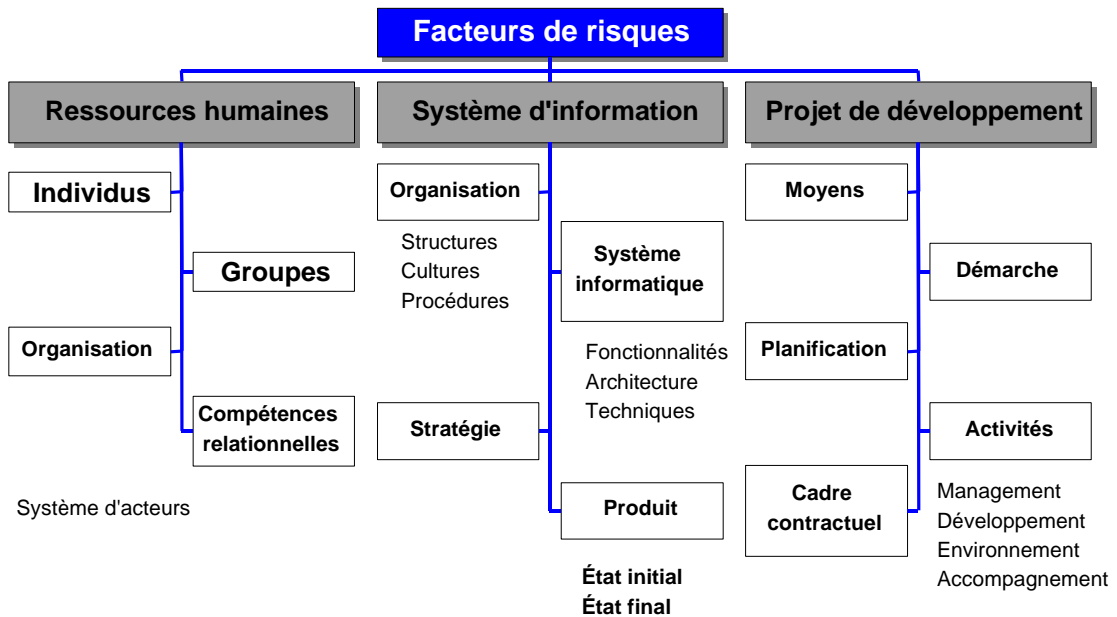 Facteurs de risques
Ressources humaines
Système d'information
Projet de développement
Individus
Groupes
Organisation
Compétences
relationnelles
Système d'acteurs
Organisation
Structures
Cultures
Procédures
Système
informatique
Fonctionnalités
Architecture
Techniques
Stratégie
Produit
État initial
État final
Moyens
Démarche
Planification
Activités
Management
Développement
Environnement
Accompagnement
Cadre
contractuel